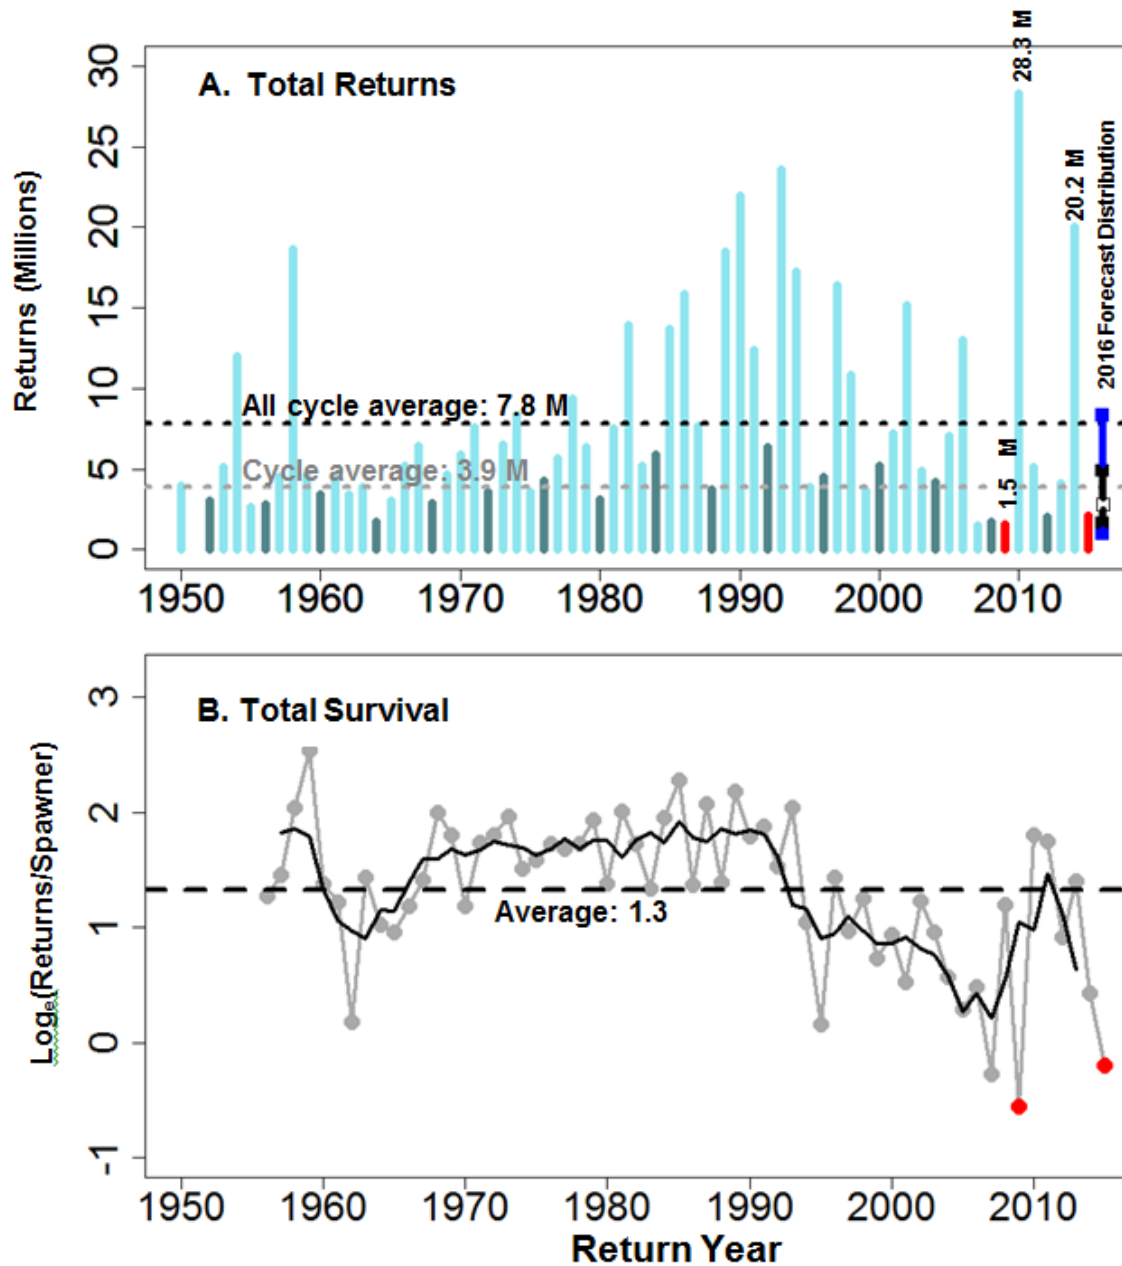 A. Total Returns
Returns (Millions)
30
25
20
15
10
5
0
28.3 M
20.2 M
2016 Forecast Distribution
1.5 M
All cycle average: 7.8 M
Cycle average: 3.9 M
1950 1960 1970 1980 1990 2000 2010
B. Total Survival
Loge(Returns/Spawner)
3
2
1
0
-1
Average: 1.3
1950 1960 1970 1980 1990 2000 2010
Return Year